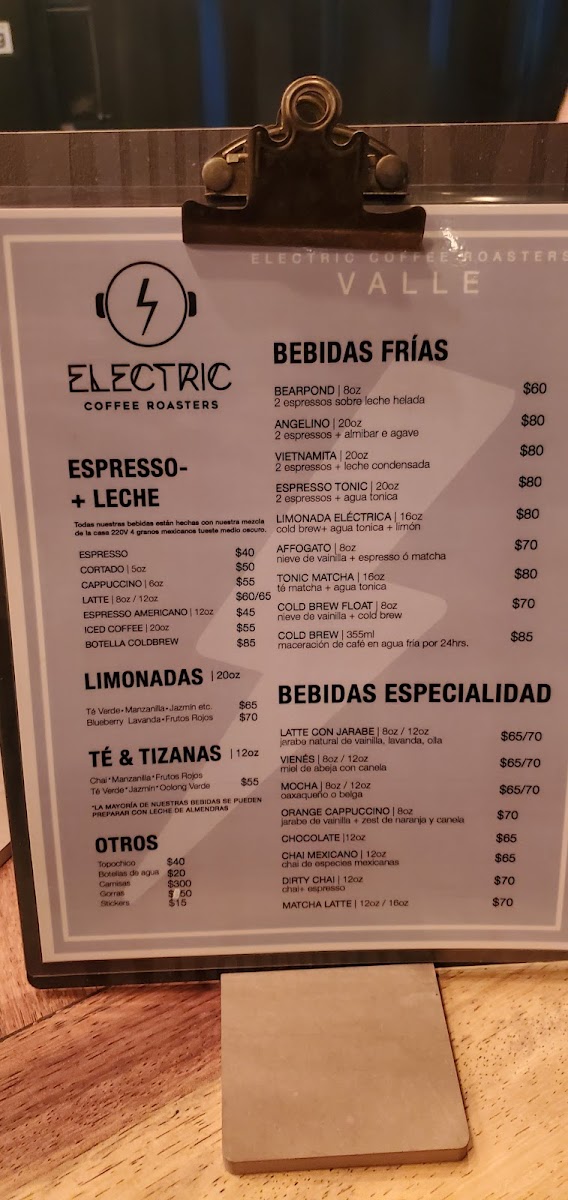 ELECTRIC COFFEE ROASTERS
VALLE
ELECTRIC
COFFEE ROASTERS
ESPRESSO-
+ LECHE
Todas nuestras bebidas están hechas con nuestra mezcla
de la casa 220V 4 granos mexicanos tueste medio oscuro.
ESPRESSO $40
CORTADO | 5oz $50
CAPPUCCINO | 6oz $55
LATTE | 8oz / 12oz $60/65
ESPRESSO AMERICANO | 12oz $45
ICED COFFEE | 20oz $55
BOTELLA COLDBREW $85
LIMONADAS | 20oz
Té Verde•Manzanilla•Jazmín etc. $65
Blueberry Lavanda•Frutos Rojos $70
TÉ & TIZANAS | 12oz
Chai•Manzanilla•Frutos Rojos
Té Verde•Jazmín•Oolong Verde $55
*LA MAYORÍA DE NUESTRAS BEBIDAS SE PUEDEN
PREPARAR CON LECHE DE ALMENDRAS
OTROS
Topochico $40
Botellas de agua $20
Camisas $300
Gorras
Stickers $15
BEBIDAS FRÍAS
BEARPOND | 8oz $60
2 espressos sobre leche helada
ANGELINO | 20oz $80
2 espressos + almibar e agave
VIETNAMITA | 20oz $80
2 espressos + leche condensada
ESPRESSO TONIC | 20oz $80
2 espressos + agua tonica
LIMONADA ELÉCTRICA | 16oz $80
cold brew+ agua tonica + limón
AFFOGATO | 8oz $70
nieve de vainilla + espresso ó matcha
TONIC MATCHA | 16oz $80
té matcha + agua tonica
COLD BREW FLOAT | 8oz $70
nieve de vainilla + cold brew
COLD BREW | 355ml $85
maceración de café en agua fria por 24hrs.
BEBIDAS ESPECIALIDAD
LATTE CON JARABE | 8oz / 12oz $65/70
jarabe natural de vainilla, lavanda, olla
VIENÉS | 8oz / 12oz $65/70
miel de abeja con canela
MOCHA | 8oz / 12oz $65/70
oaxaqueño o belga
ORANGE CAPPUCCINO | 8oz $70
jarabe de vainilla + zest de naranja y canela
CHOCOLATE |12oz $65
CHAI MEXICANO | 12oz $65
chai de especies mexicanas
DIRTY CHAI | 12oz $70
chai+ espresso
MATCHA LATTE | 12oz / 16oz $70